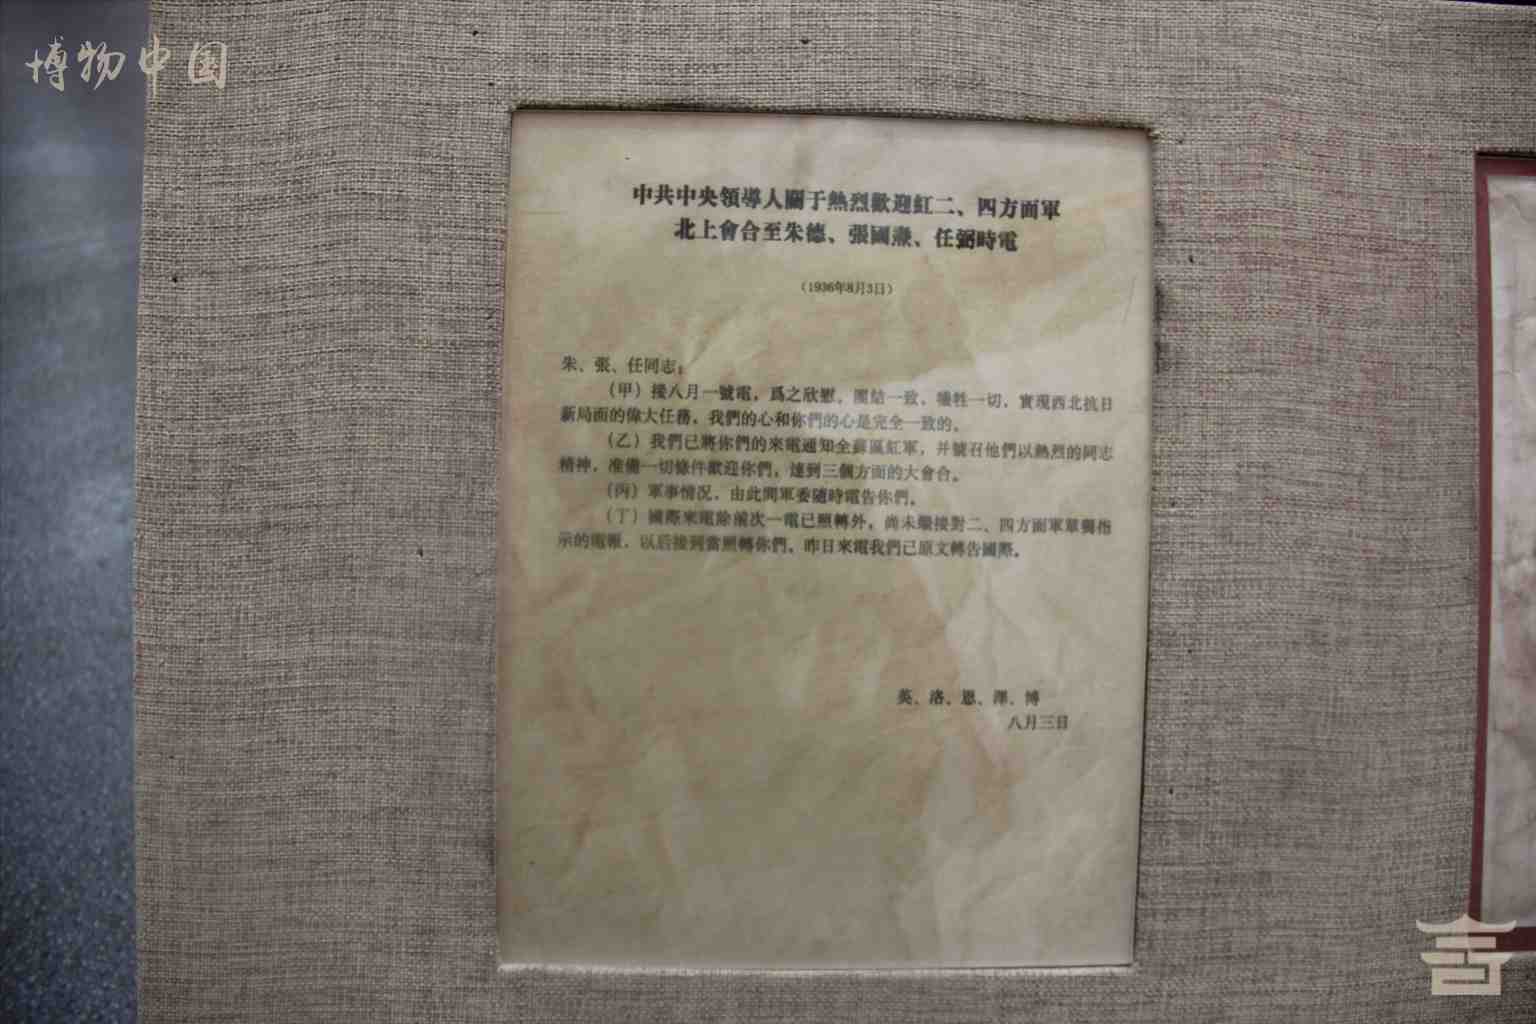 博物中国
中共中央領導人關于熱烈歡迎紅二、四方面軍
北上會合至朱德、張國燾、任弼時電
（1936年8月3日）
朱、張、任同志：
（甲）接八月一號電，爲之欣慰。團結一致，犧牲一切，實現西北抗日
新局面的偉大任務，我們的心和你們的心是完全一致的。
（乙）我們已將你們的來電通知全蘇區紅軍，并號召他們以熱烈的同志
精神，准備一切條件歡迎你們，達到三個方面的大會合。
（丙）軍事情况，由此間軍委隨時電告你們。
（丁）國際來電除前次一電已照轉外，尚未繼接對二、四方面軍單獨指
示的電報，以后接到當照轉你們。昨日來電我們已原文轉告國際。
英、洛、恩、澤、博
八月三日